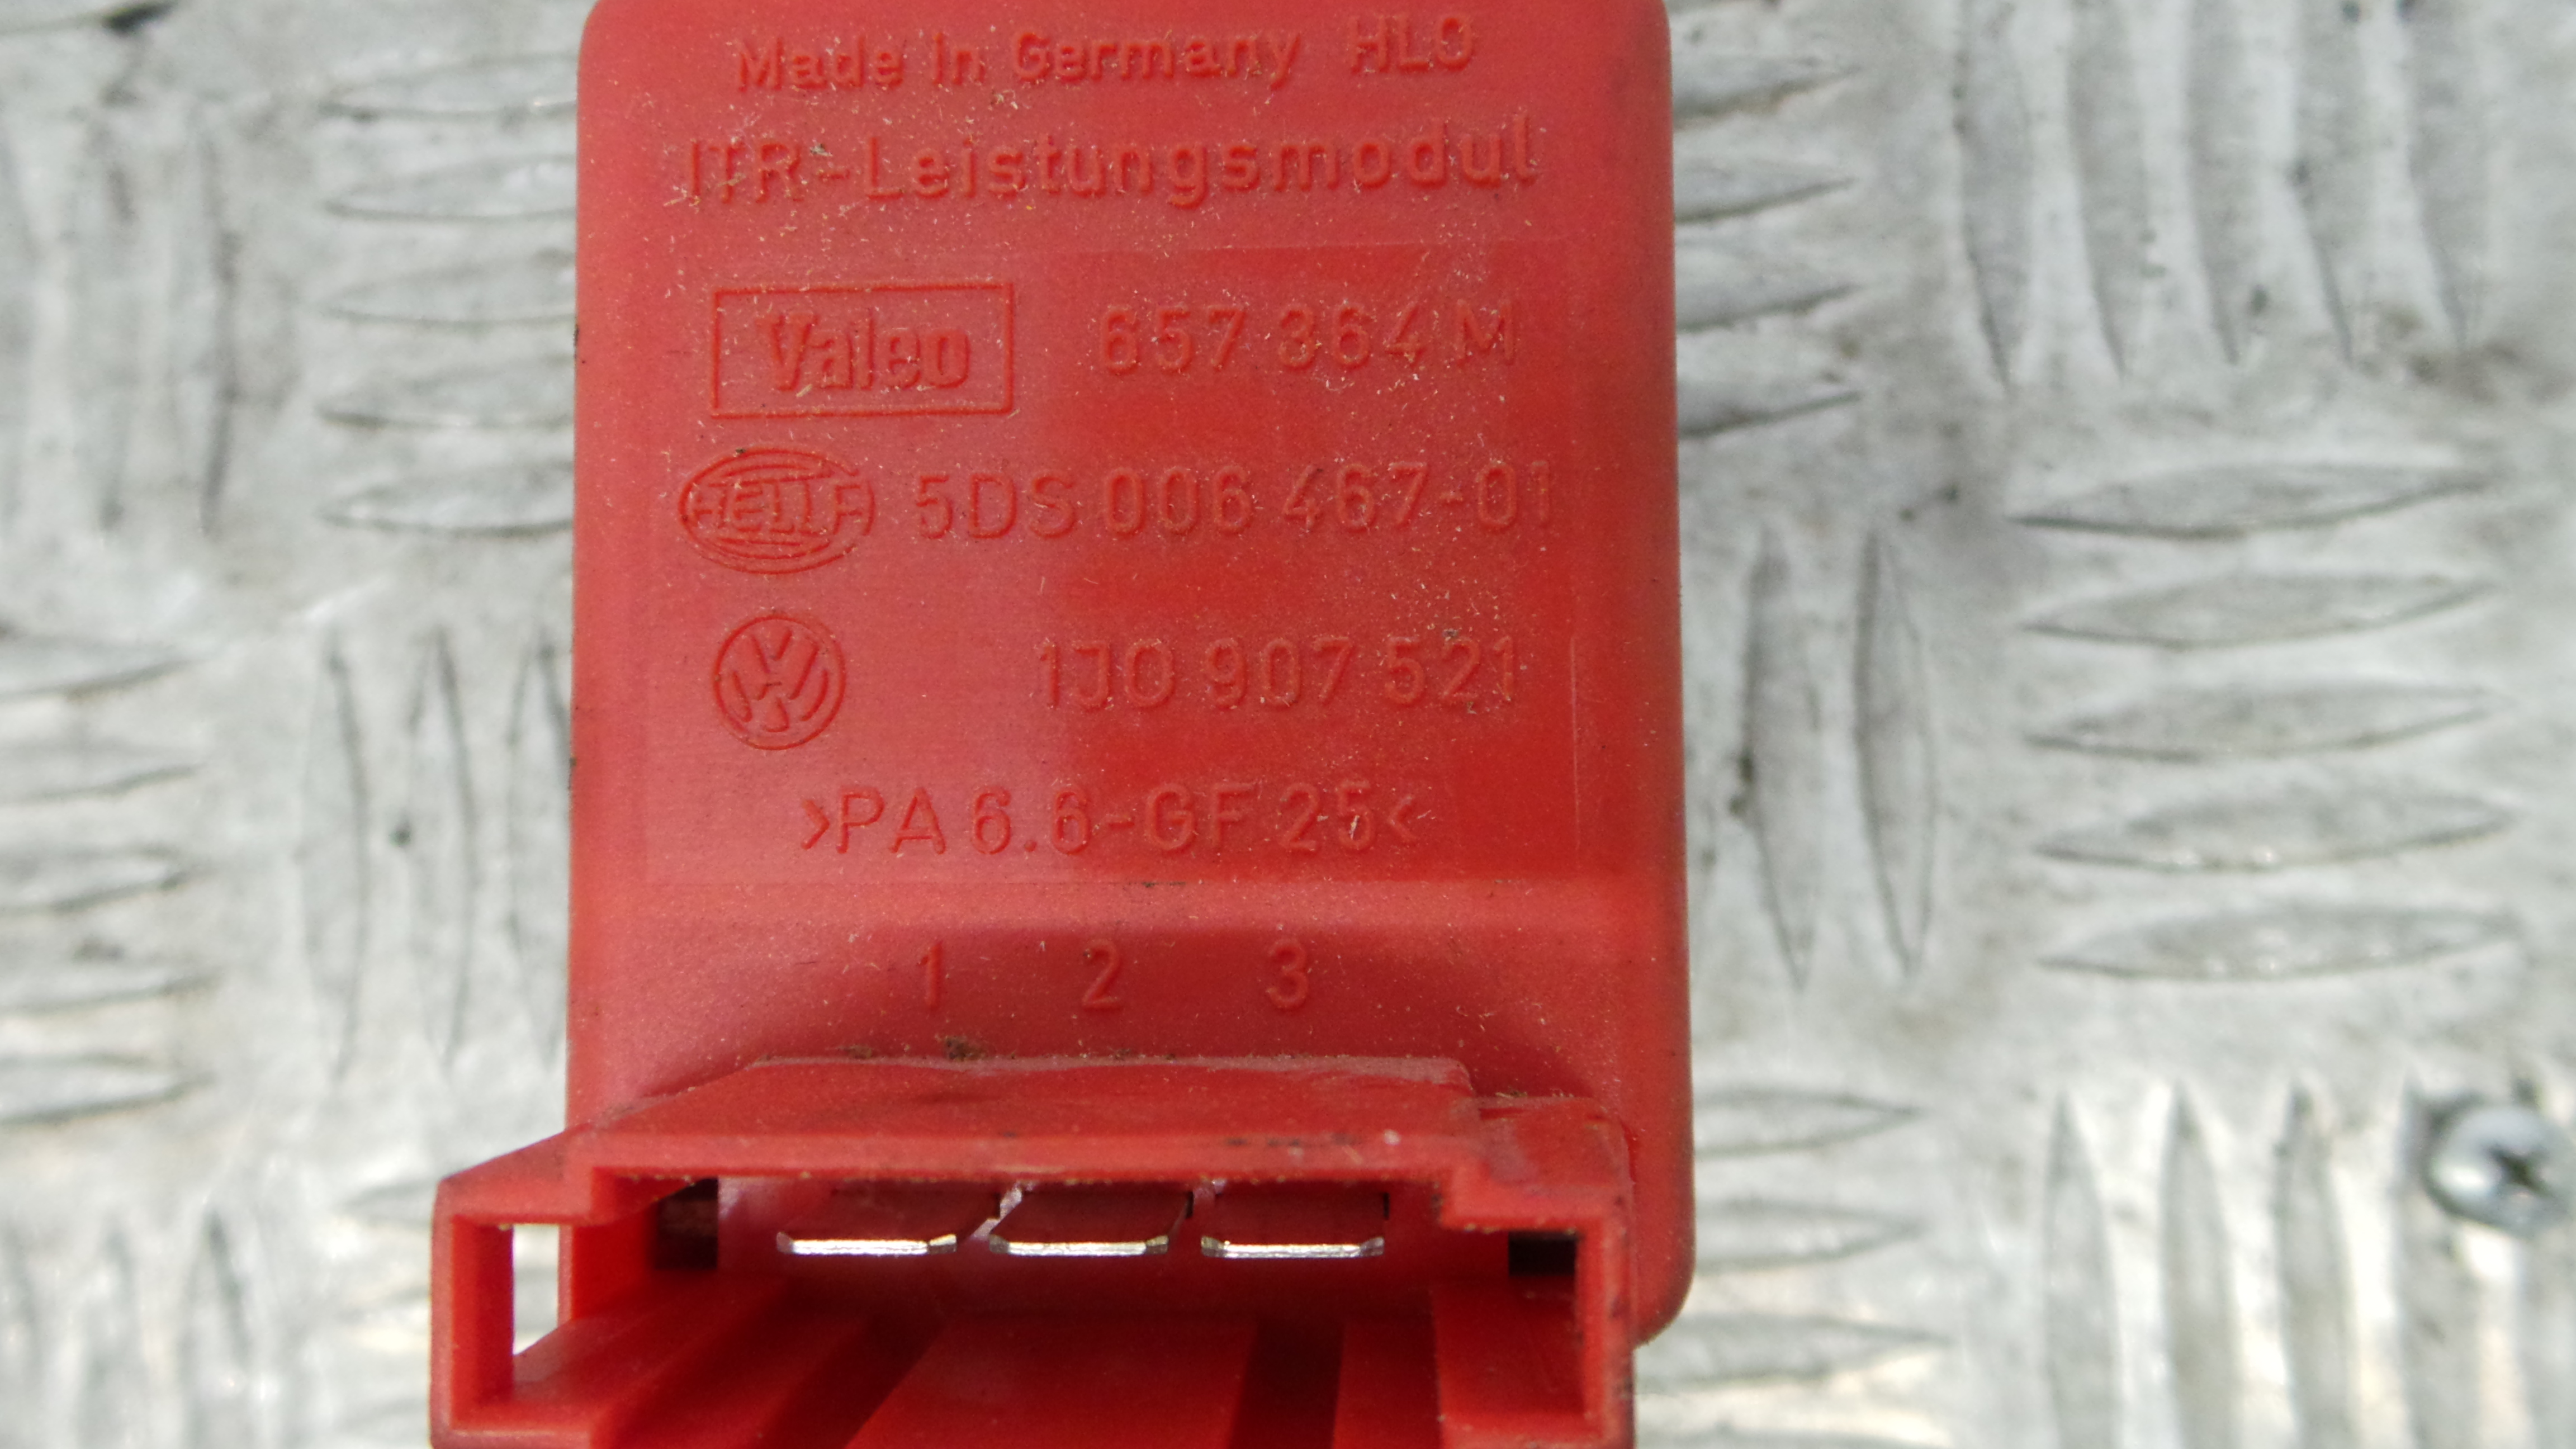 Made in Germany HLO
ITR-Leistungsmodul
Valeo 657 364 M
HELLA 5DS 006 467-01
VW 1J0 907 521
>PA 6.6-GF 25<
1 2 3